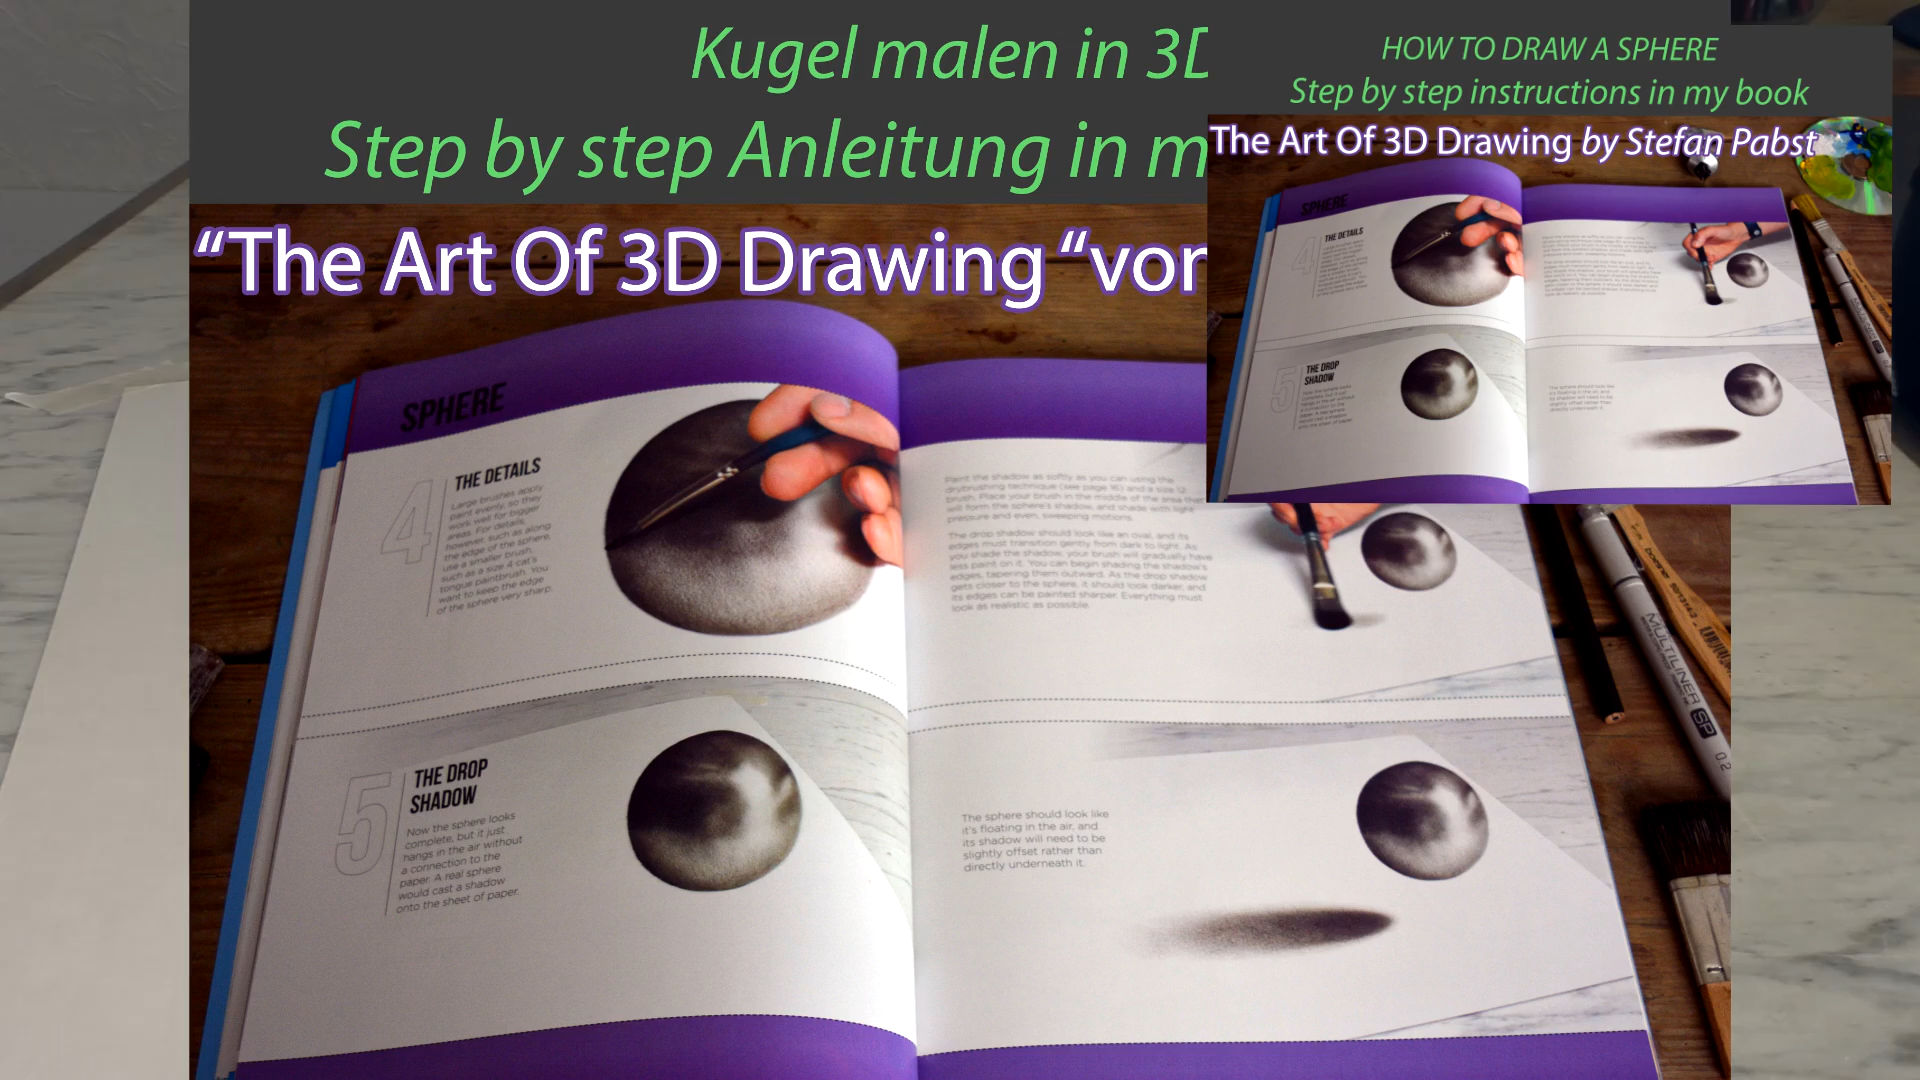 Kugel malen in 3D
Step by step Anleitung in m
“The Art Of 3D Drawing “von
HOW TO DRAW A SPHERE
Step by step instructions in my book
The Art Of 3D Drawing by Stefan Pabst
SPHERE
4
THE DETAILS
5
THE DROP
SHADOW
SPHERE
4
THE DETAILS
Large brushes apply
paint evenly, so they
work well for bigger
areas. For details,
however, such as along
the edge of the sphere,
use a smaller brush,
such as a size 4 cat's
tongue paintbrush. You
want to keep the edge
of the sphere very sharp.
Paint the shadow as softly as you can using the
drybrushing technique (see page 16) and a size 12
brush. Place your brush in the middle of the area that
will form the sphere's shadow, and shade with light
pressure and even, sweeping motions.
The drop shadow should look like an oval, and its
edges must transition gently from dark to light. As
you shade the shadow, your brush will gradually have
less paint on it. You can begin shading the shadow's
edges, tapering them outward. As the drop shadow
gets closer to the sphere, it should look darker, and
its edges can be painted sharper. Everything must
look as realistic as possible.
5
THE DROP
SHADOW
Now the sphere looks
complete, but it just
hangs in the air without
a connection to the
paper. A real sphere
would cast a shadow
onto the sheet of paper.
The sphere should look like
it's floating in the air, and
its shadow will need to be
slightly offset rather than
directly underneath it.
MULTILINER SP
0.2